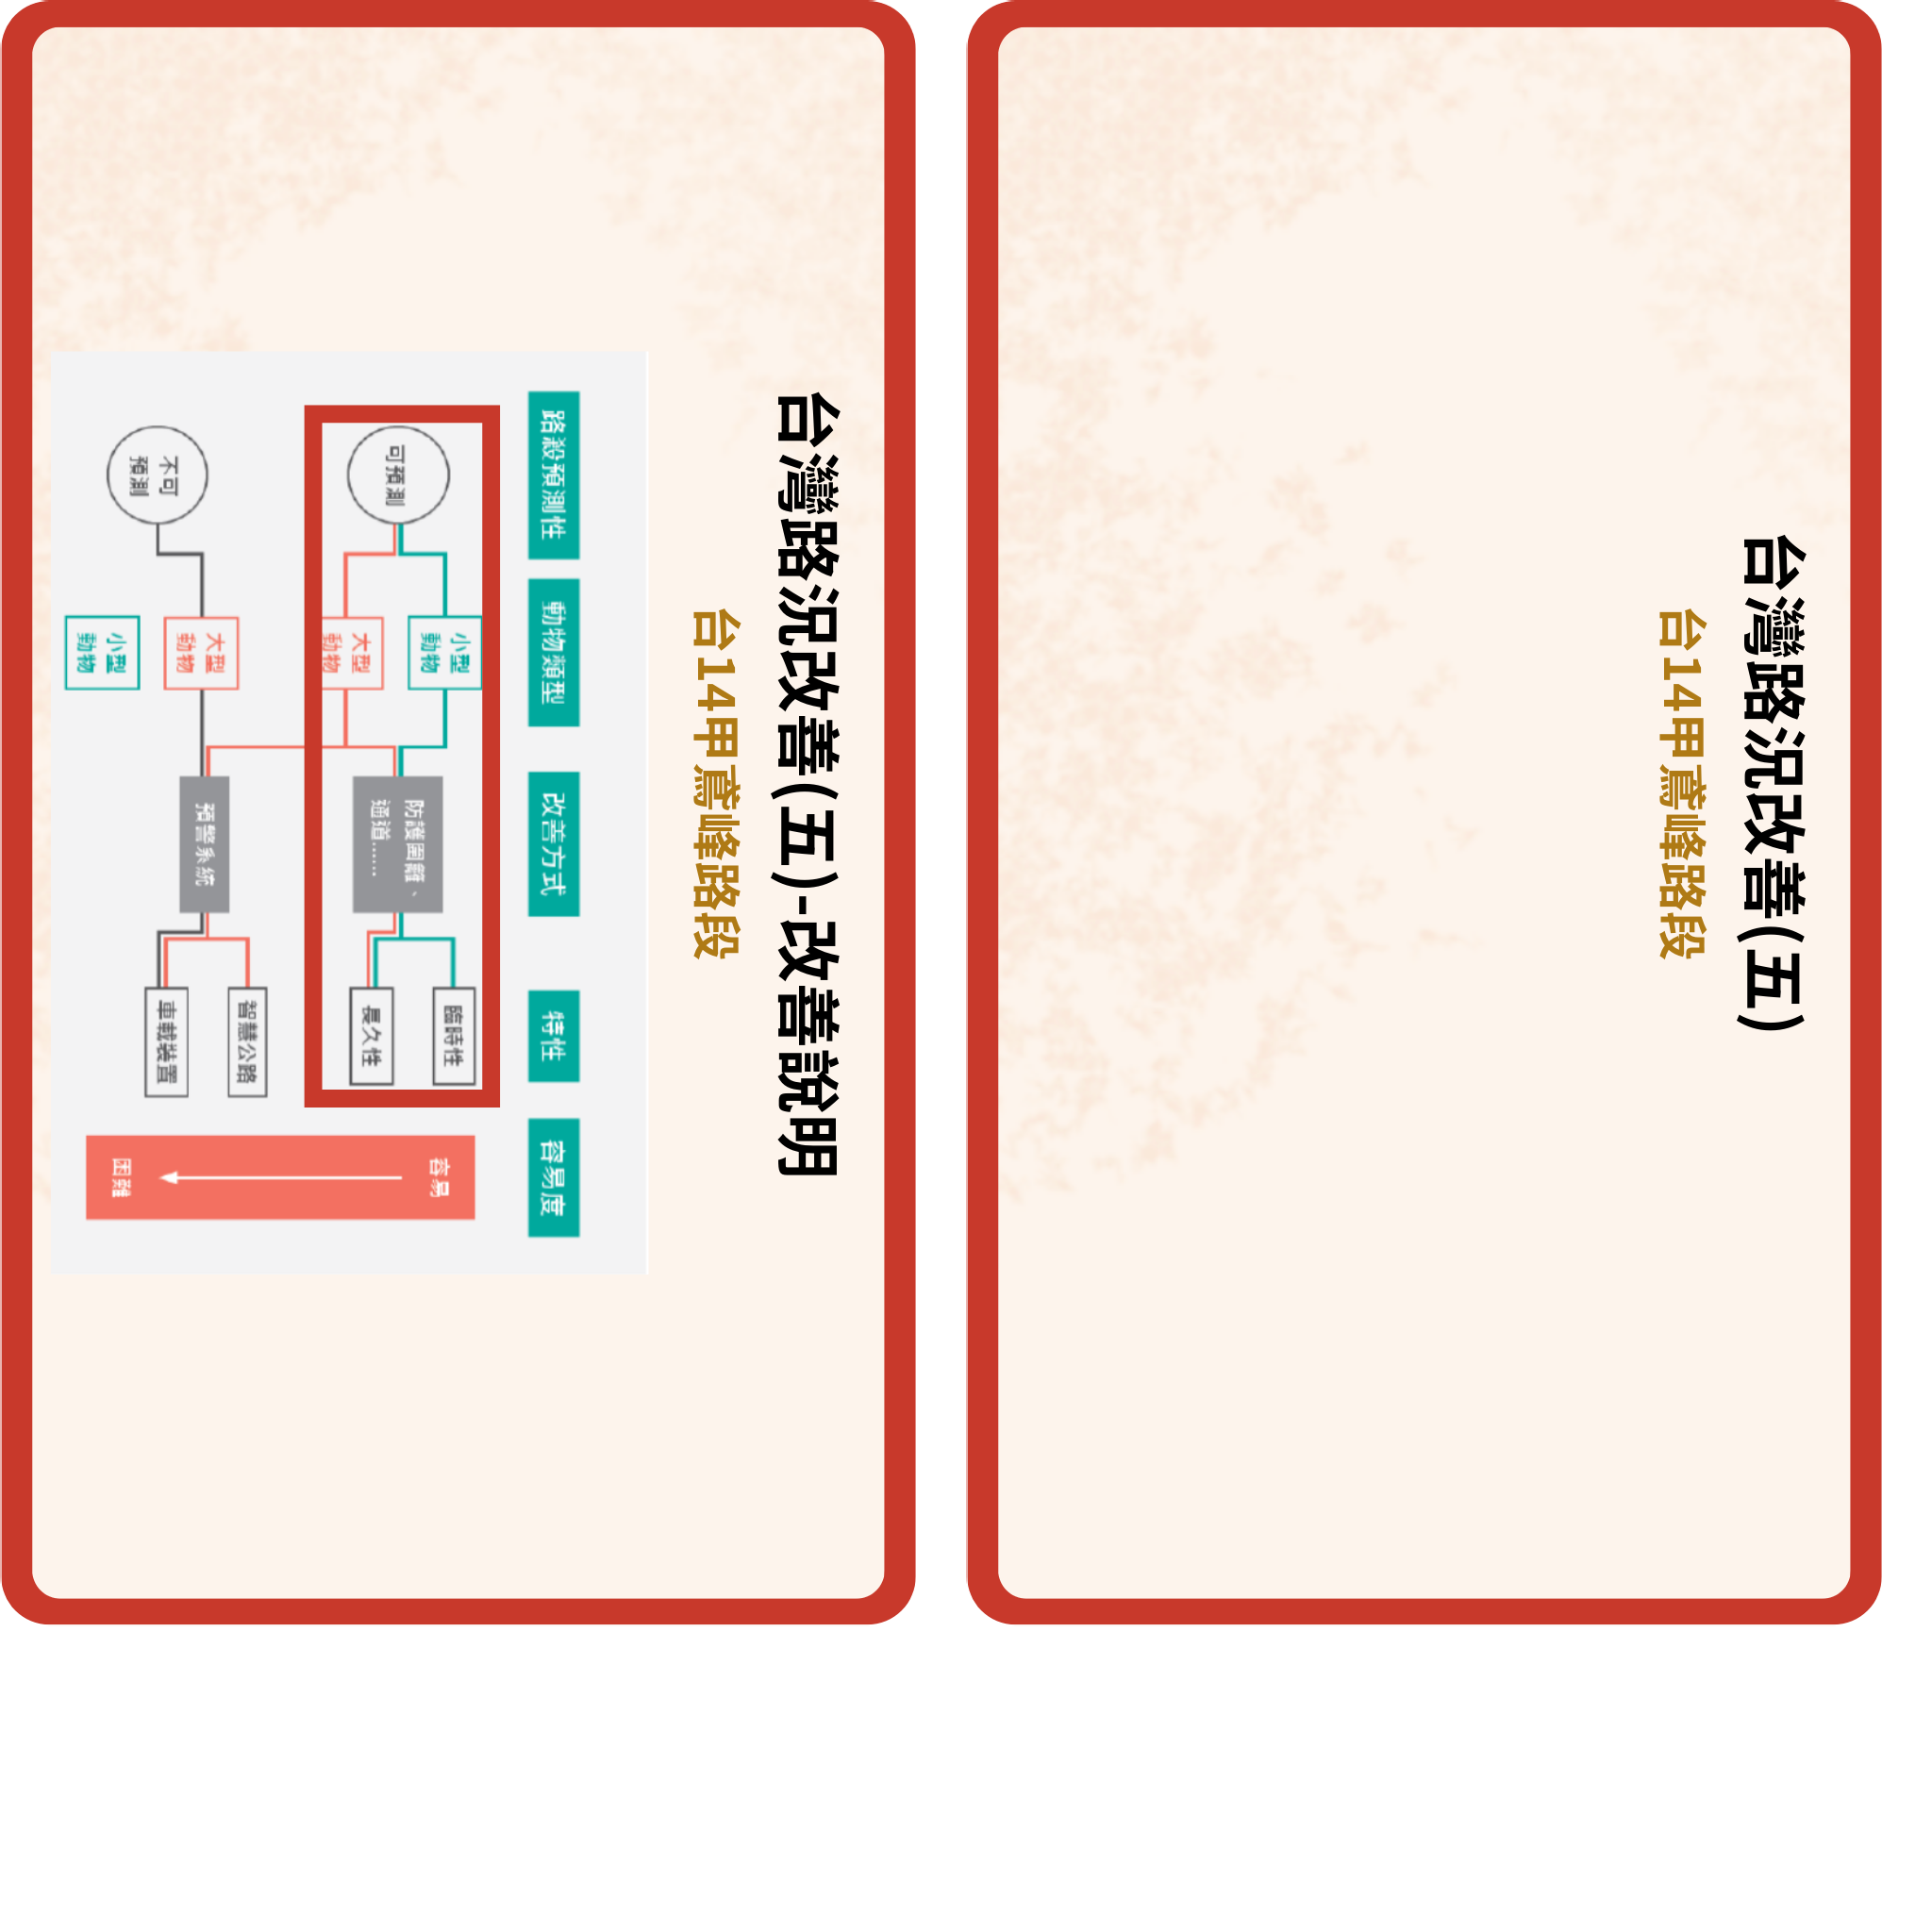 台灣路況改善(五)
台14甲鳶峰路段
台灣路況改善(五)-改善說明
台14甲鳶峰路段
路殺預測性
動物類型
改善方式
特性
容易度
可預測
小型
動物
大型
動物
防護圍籬、
通道……
臨時性
長久性
容易
不可
預測
大型
動物
小型
動物
預警系統
智慧公路
車載裝置
困難